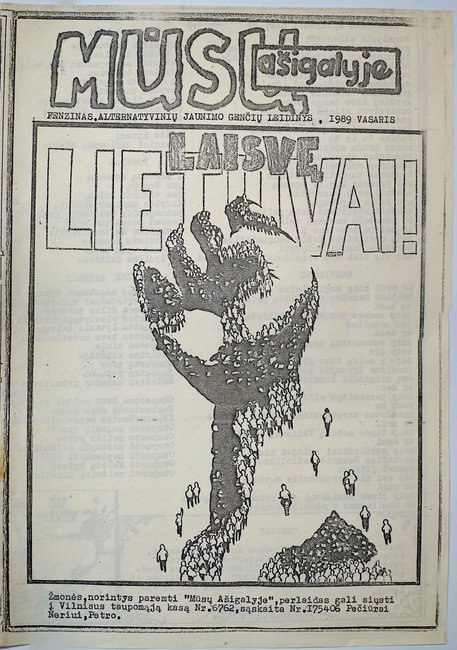 MŪSŲ
ašigalyje
FENZINAS,ALTERNATYVINIŲ JAUNIMO GENČIŲ LEIDINYS , 1989 VASARIS
LAISVĘ
LIETUVAI!
Žmonės,norintys paremti "Mūsų Ašigalyje",perlaidas gali siųsti
į Vilniaus taupomąją kasą Nr.6762,sąskaita Nr.175406 Pečiūrai
Neriui,Petro.